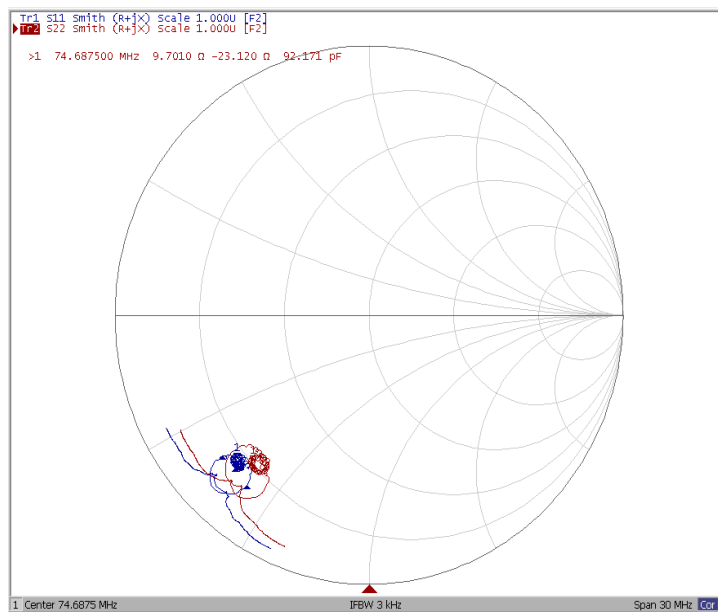 Tr1 S11 Smith (R+jX) Scale 1.000U [F2]
Tr2 S22 Smith (R+jX) Scale 1.000U [F2]
>1 74.687500 MHz 9.7010 Ω -23.120 Ω 92.171 pF
1
1 Center 74.6875 MHz IFBW 3 kHz Span 30 MHz Cor